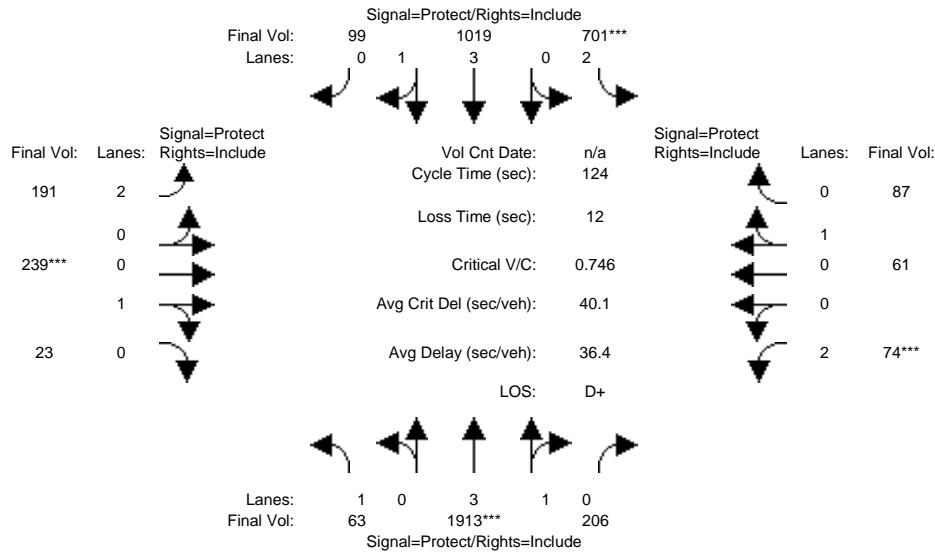 Signal=Protect/Rights=Include
Final Vol: 99 1019 701***
Lanes: 0 1 3 0 2
Signal=Protect Signal=Protect
Final Vol: Lanes: Rights=Include Vol Cnt Date: n/a Rights=Include Lanes: Final Vol:
Cycle Time (sec): 124
191 2 0 87
Loss Time (sec): 12
0 1
239*** 0 Critical V/C: 0.746 0 61
1 Avg Crit Del (sec/veh): 40.1 0
23 0 Avg Delay (sec/veh): 36.4 2 74***
LOS: D+
Lanes: 1 0 3 1 0
Final Vol: 63 1913*** 206
Signal=Protect/Rights=Include